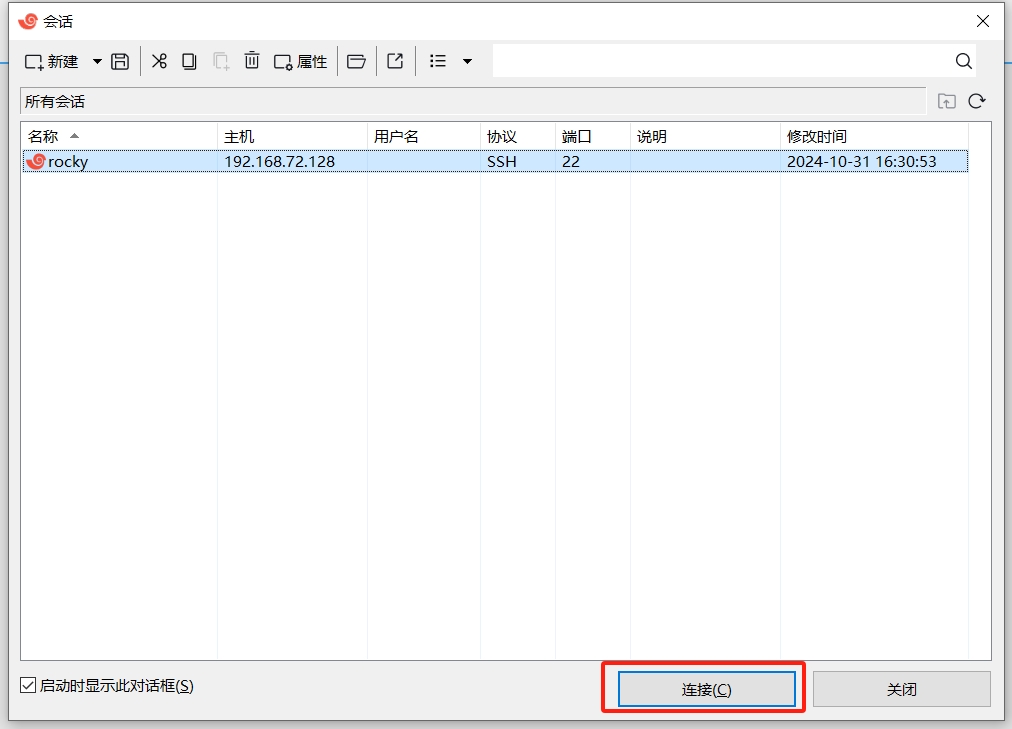 会话
新建 属性
所有会话
名称 主机 用户名 协议 端口 说明 修改时间
rocky 192.168.72.128 SSH 22 2024-10-31 16:30:53
启动时显示此对话框(S) 连接(C) 关闭